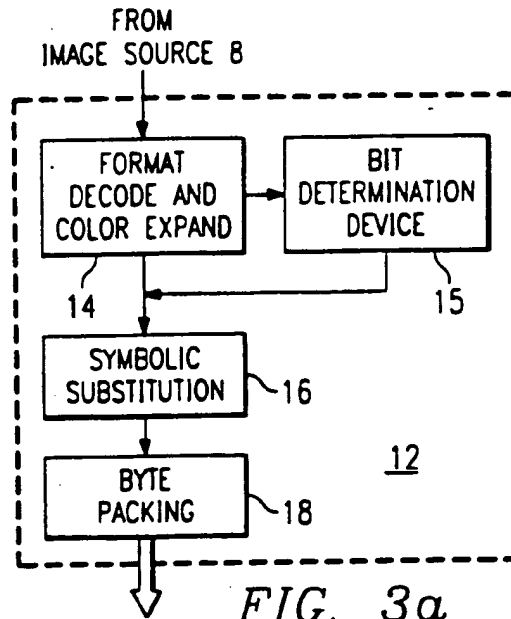 FROM
IMAGE SOURCE 8
FORMAT
DECODE AND
COLOR EXPAND
BIT
DETERMINATION
DEVICE
14
15
SYMBOLIC
SUBSTITUTION
16
12
BYTE
PACKING
18
FIG. 3a